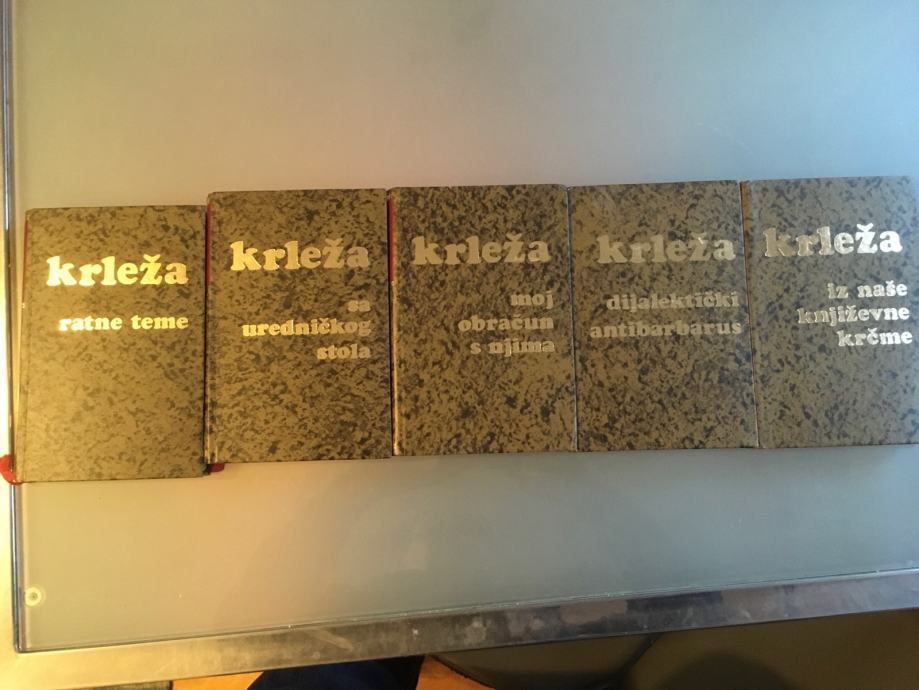 krleža
ratne teme
krleža
sa
uredničkog
stola
krleža
moj
obračun
s njima
krleža
dijalektički
antibarbarus
krleža
iz naše
književne
krčme